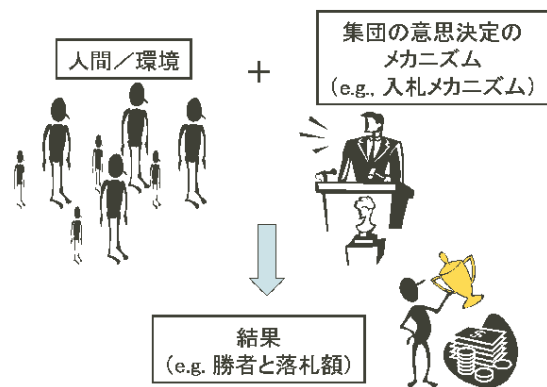 人間／環境
＋
集団の意思決定の
メカニズム
（e.g., 入札メカニズム）
結果
（e.g. 勝者と落札額）